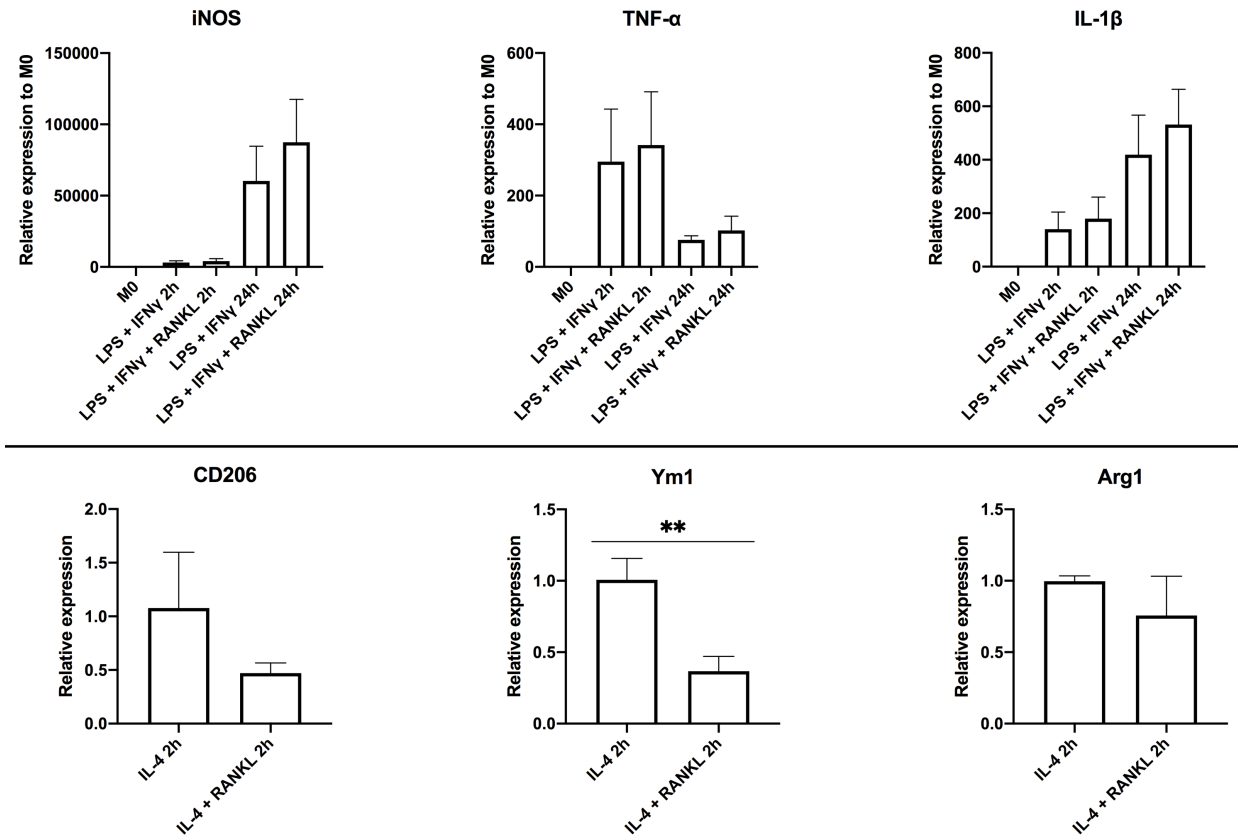 iNOS
Relative expression to M0
150000
100000
50000
0
M0
LPS + IFNγ 2h
LPS + IFNγ + RANKL 2h
LPS + IFNγ 24h
LPS + IFNγ + RANKL 24h
TNF-α
Relative expression to M0
600
400
200
0
M0
LPS + IFNγ 2h
LPS + IFNγ + RANKL 2h
LPS + IFNγ 24h
LPS + IFNγ + RANKL 24h
IL-1β
Relative expression to M0
800
600
400
200
0
M0
LPS + IFNγ 2h
LPS + IFNγ + RANKL 2h
LPS + IFNγ 24h
LPS + IFNγ + RANKL 24h
CD206
Relative expression
2.0
1.5
1.0
0.5
0.0
IL-4 2h
IL-4 + RANKL 2h
Ym1
Relative expression
1.5
1.0
0.5
0.0
**
IL-4 2h
IL-4 + RANKL 2h
Arg1
Relative expression
1.5
1.0
0.5
0.0
IL-4 2h
IL-4 + RANKL 2h